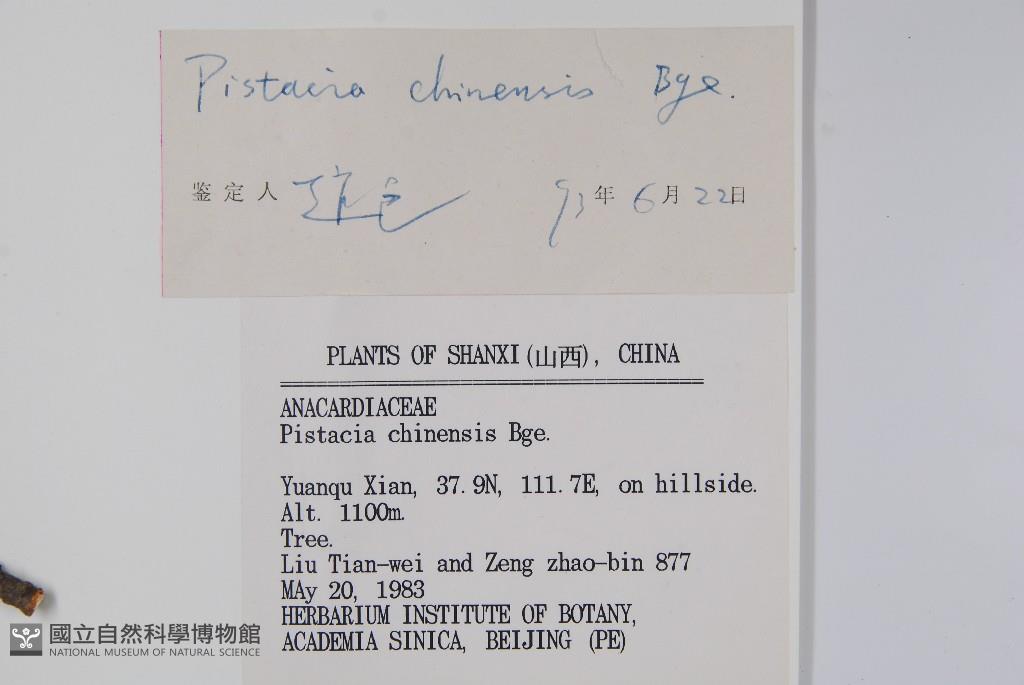 Pistacia chinensis Bge.
鉴定人 93年6月22日
PLANTS OF SHANXI(山西), CHINA
ANACARDIACEAE
Pistacia chinensis Bge.
Yuanqu Xian, 37.9N, 111.7E, on hillside.
Alt. 1100m.
Tree.
Liu Tian-wei and Zeng zhao-bin 877
MAy 20, 1983
HERBARIUM INSTITUTE OF BOTANY,
ACADEMIA SINICA, BEIJING (PE)
國立自然科學博物館
NATIONAL MUSEUM OF NATURAL SCIENCE